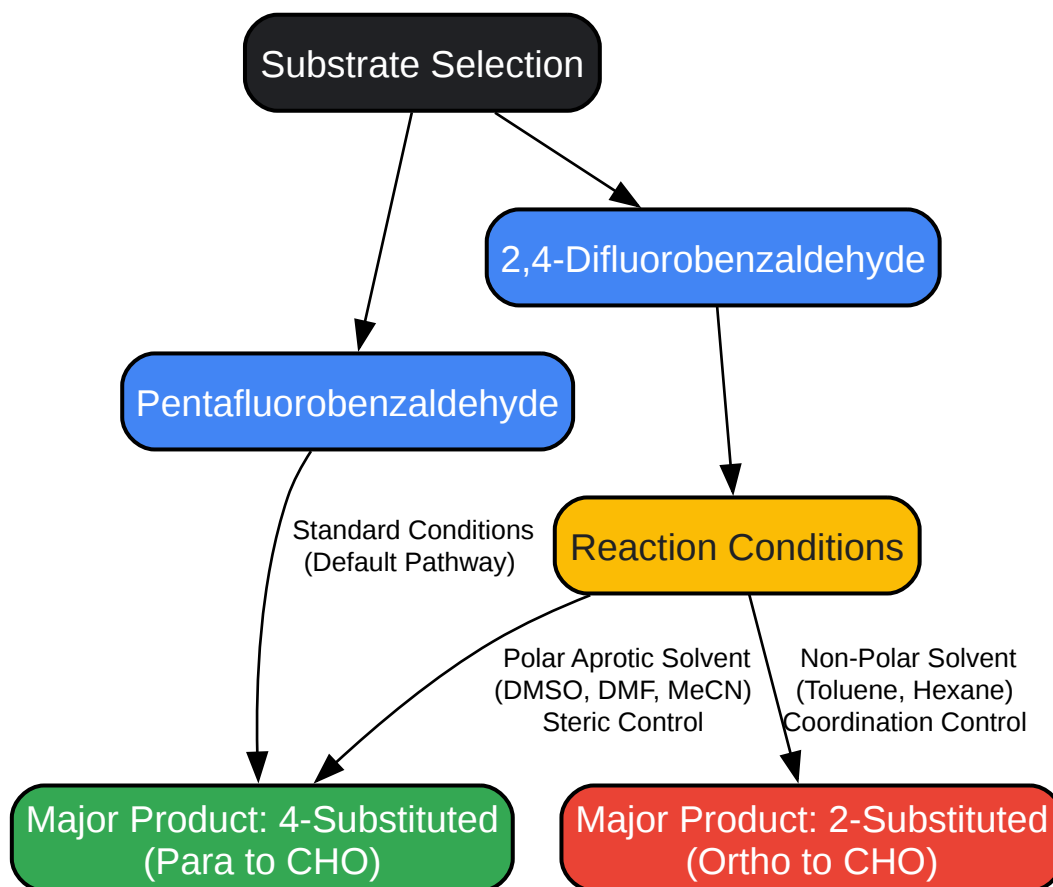 Substrate Selection
2,4-Difluorobenzaldehyde
Pentafluorobenzaldehyde
Standard Conditions
(Default Pathway)
Reaction Conditions
Polar Aprotic Solvent
(DMSO, DMF, MeCN)
Steric Control
Non-Polar Solvent
(Toluene, Hexane)
Coordination Control
Major Product: 4-Substituted
(Para to CHO)
Major Product: 2-Substituted
(Ortho to CHO)